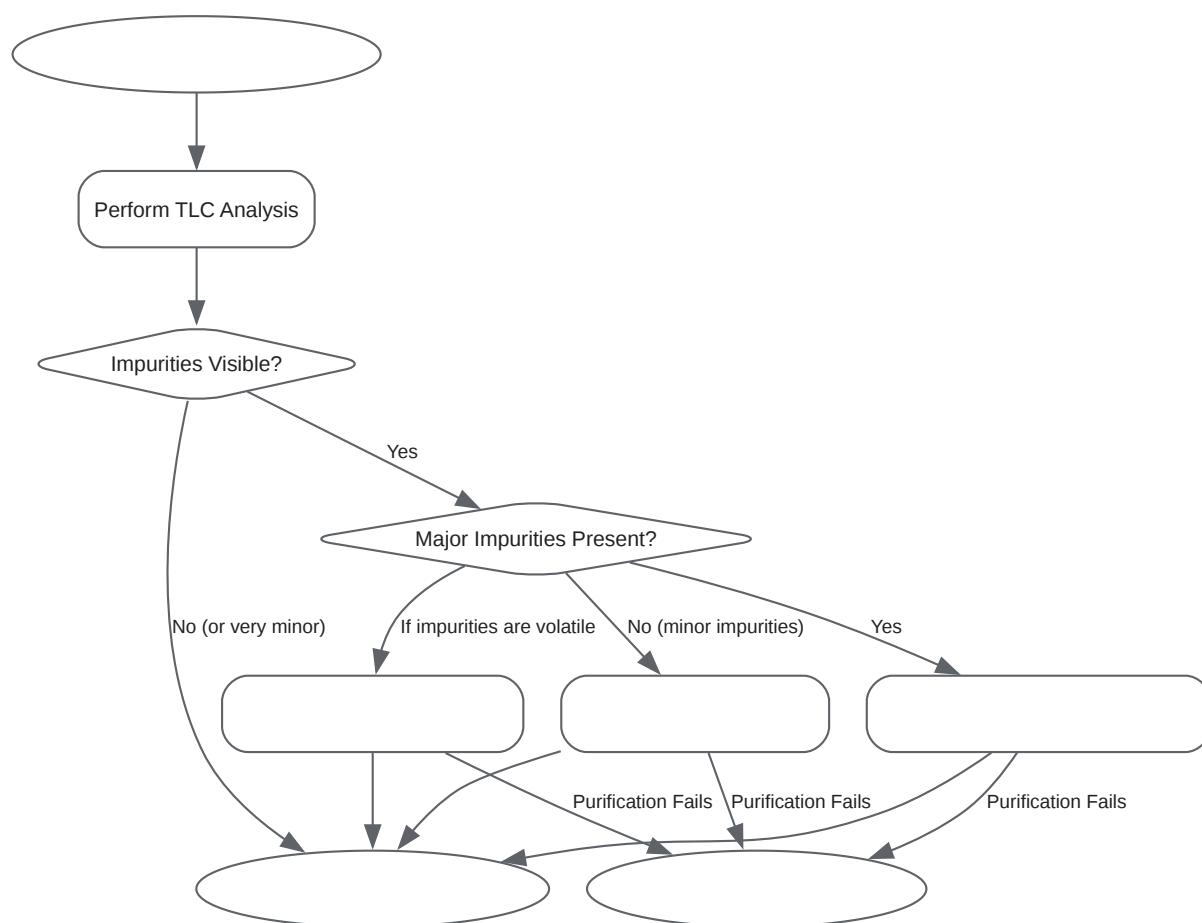 Perform TLC Analysis
Impurities Visible?
Yes
Major Impurities Present?
No (or very minor)
If impurities are volatile
No (minor impurities)
Yes
Purification Fails
Purification Fails
Purification Fails